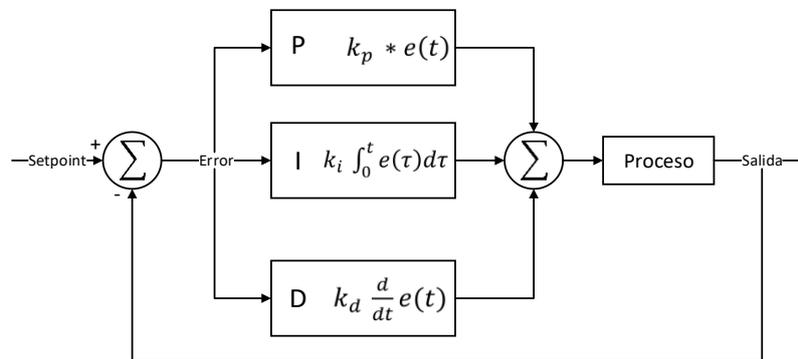 P k_p * e(t)
+
Setpoint
∑
Error
I k_i ∫_0^t e(τ)dτ
∑
Proceso
Salida
-
D k_d d/dt e(t)